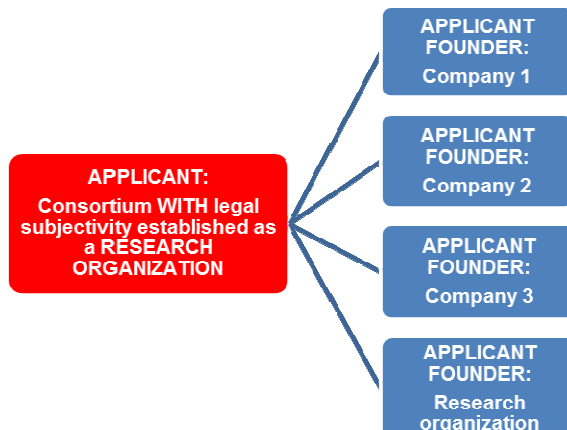 APPLICANT:
Consortium WITH legal
subjectivity established as
a RESEARCH
ORGANIZATION
APPLICANT
FOUNDER:
Company 1
APPLICANT
FOUNDER:
Company 2
APPLICANT
FOUNDER:
Company 3
APPLICANT
FOUNDER:
Research
organization